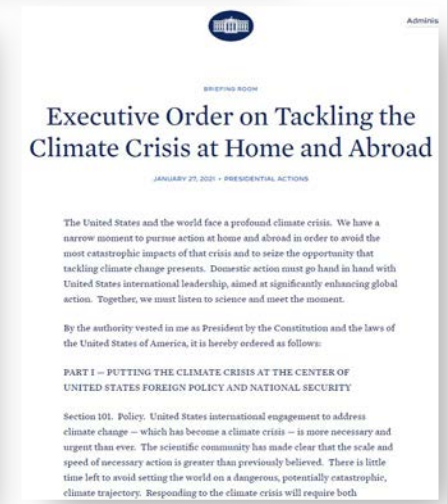 Adminis
BRIEFING ROOM
Executive Order on Tackling the
Climate Crisis at Home and Abroad
JANUARY 27, 2021 • PRESIDENTIAL ACTIONS
The United States and the world face a profound climate crisis. We have a
narrow moment to pursue action at home and abroad in order to avoid the
most catastrophic impacts of that crisis and to seize the opportunity that
tackling climate change presents. Domestic action must go hand in hand with
United States international leadership, aimed at significantly enhancing global
action. Together, we must listen to science and meet the moment.
By the authority vested in me as President by the Constitution and the laws of
the United States of America, it is hereby ordered as follows:
PART I — PUTTING THE CLIMATE CRISIS AT THE CENTER OF
UNITED STATES FOREIGN POLICY AND NATIONAL SECURITY
Section 101. Policy. United States international engagement to address
climate change — which has become a climate crisis — is more necessary and
urgent than ever. The scientific community has made clear that the scale and
speed of necessary action is greater than previously believed. There is little
time left to avoid setting the world on a dangerous, potentially catastrophic,
climate trajectory. Responding to the climate crisis will require both